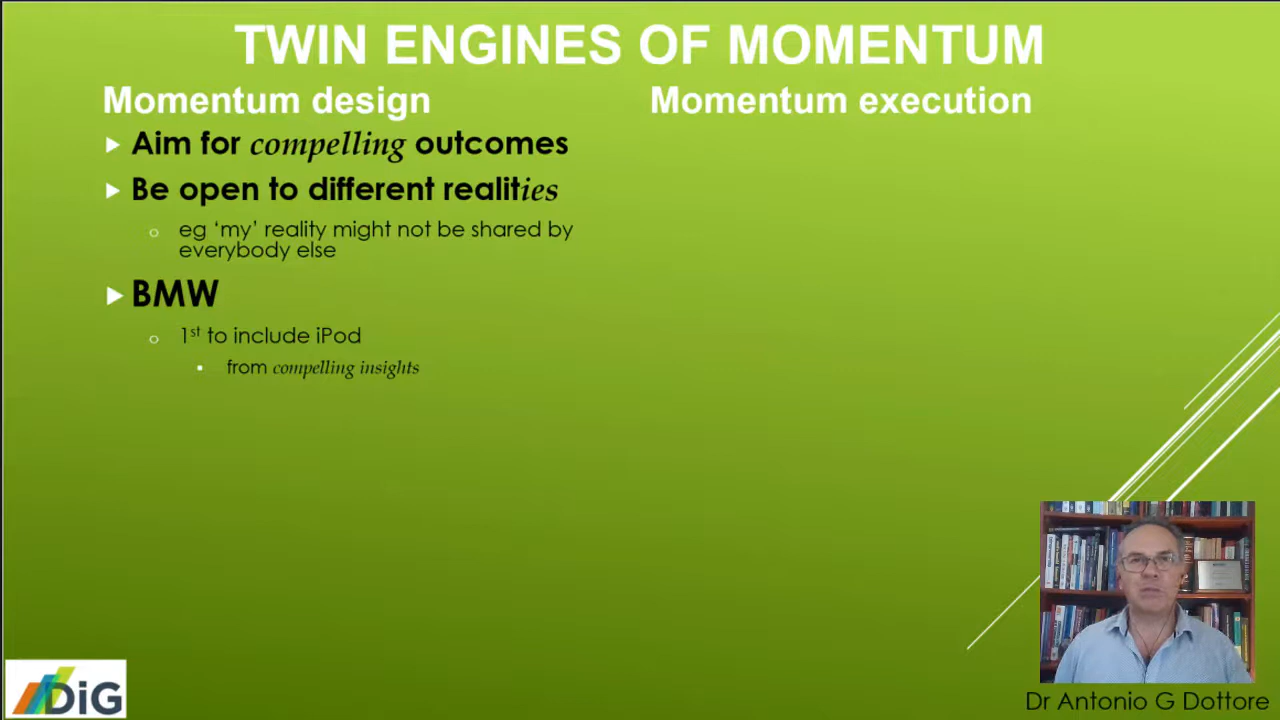 TWIN ENGINES OF MOMENTUM
Momentum design
Aim for compelling outcomes
Be open to different realities
eg ‘my’ reality might not be shared by
everybody else
BMW
1st to include iPod
from compelling insights
Momentum execution
DiG
Dr Antonio G Dottore